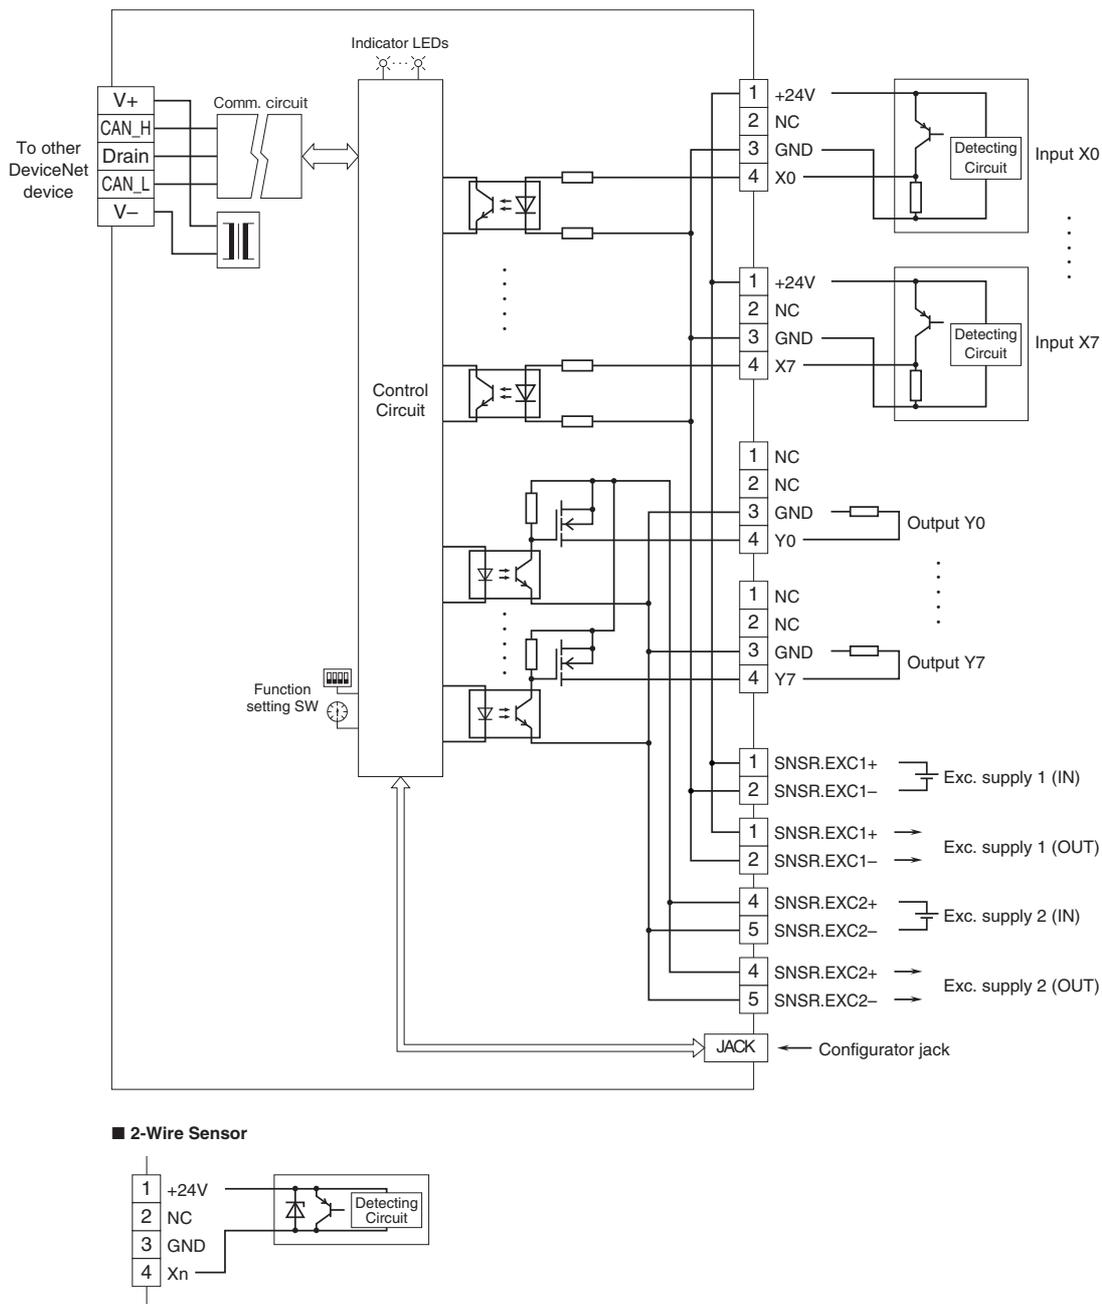 Indicator LEDs
V+
CAN_H
Drain
CAN_L
V–
To other
DeviceNet
device
Comm. circuit
Control
Circuit
Function
setting SW
1 +24V
2 NC
3 GND
4 X0
Detecting
Circuit
Input X0
1 +24V
2 NC
3 GND
4 X7
Detecting
Circuit
Input X7
1 NC
2 NC
3 GND
4 Y0
Output Y0
1 NC
2 NC
3 GND
4 Y7
Output Y7
1 SNSR.EXC1+
2 SNSR.EXC1–
Exc. supply 1 (IN)
1 SNSR.EXC1+
2 SNSR.EXC1–
Exc. supply 1 (OUT)
4 SNSR.EXC2+
5 SNSR.EXC2–
Exc. supply 2 (IN)
4 SNSR.EXC2+
5 SNSR.EXC2–
Exc. supply 2 (OUT)
JACK
Configurator jack
■ 2-Wire Sensor
1 +24V
2 NC
3 GND
4 Xn
Detecting
Circuit